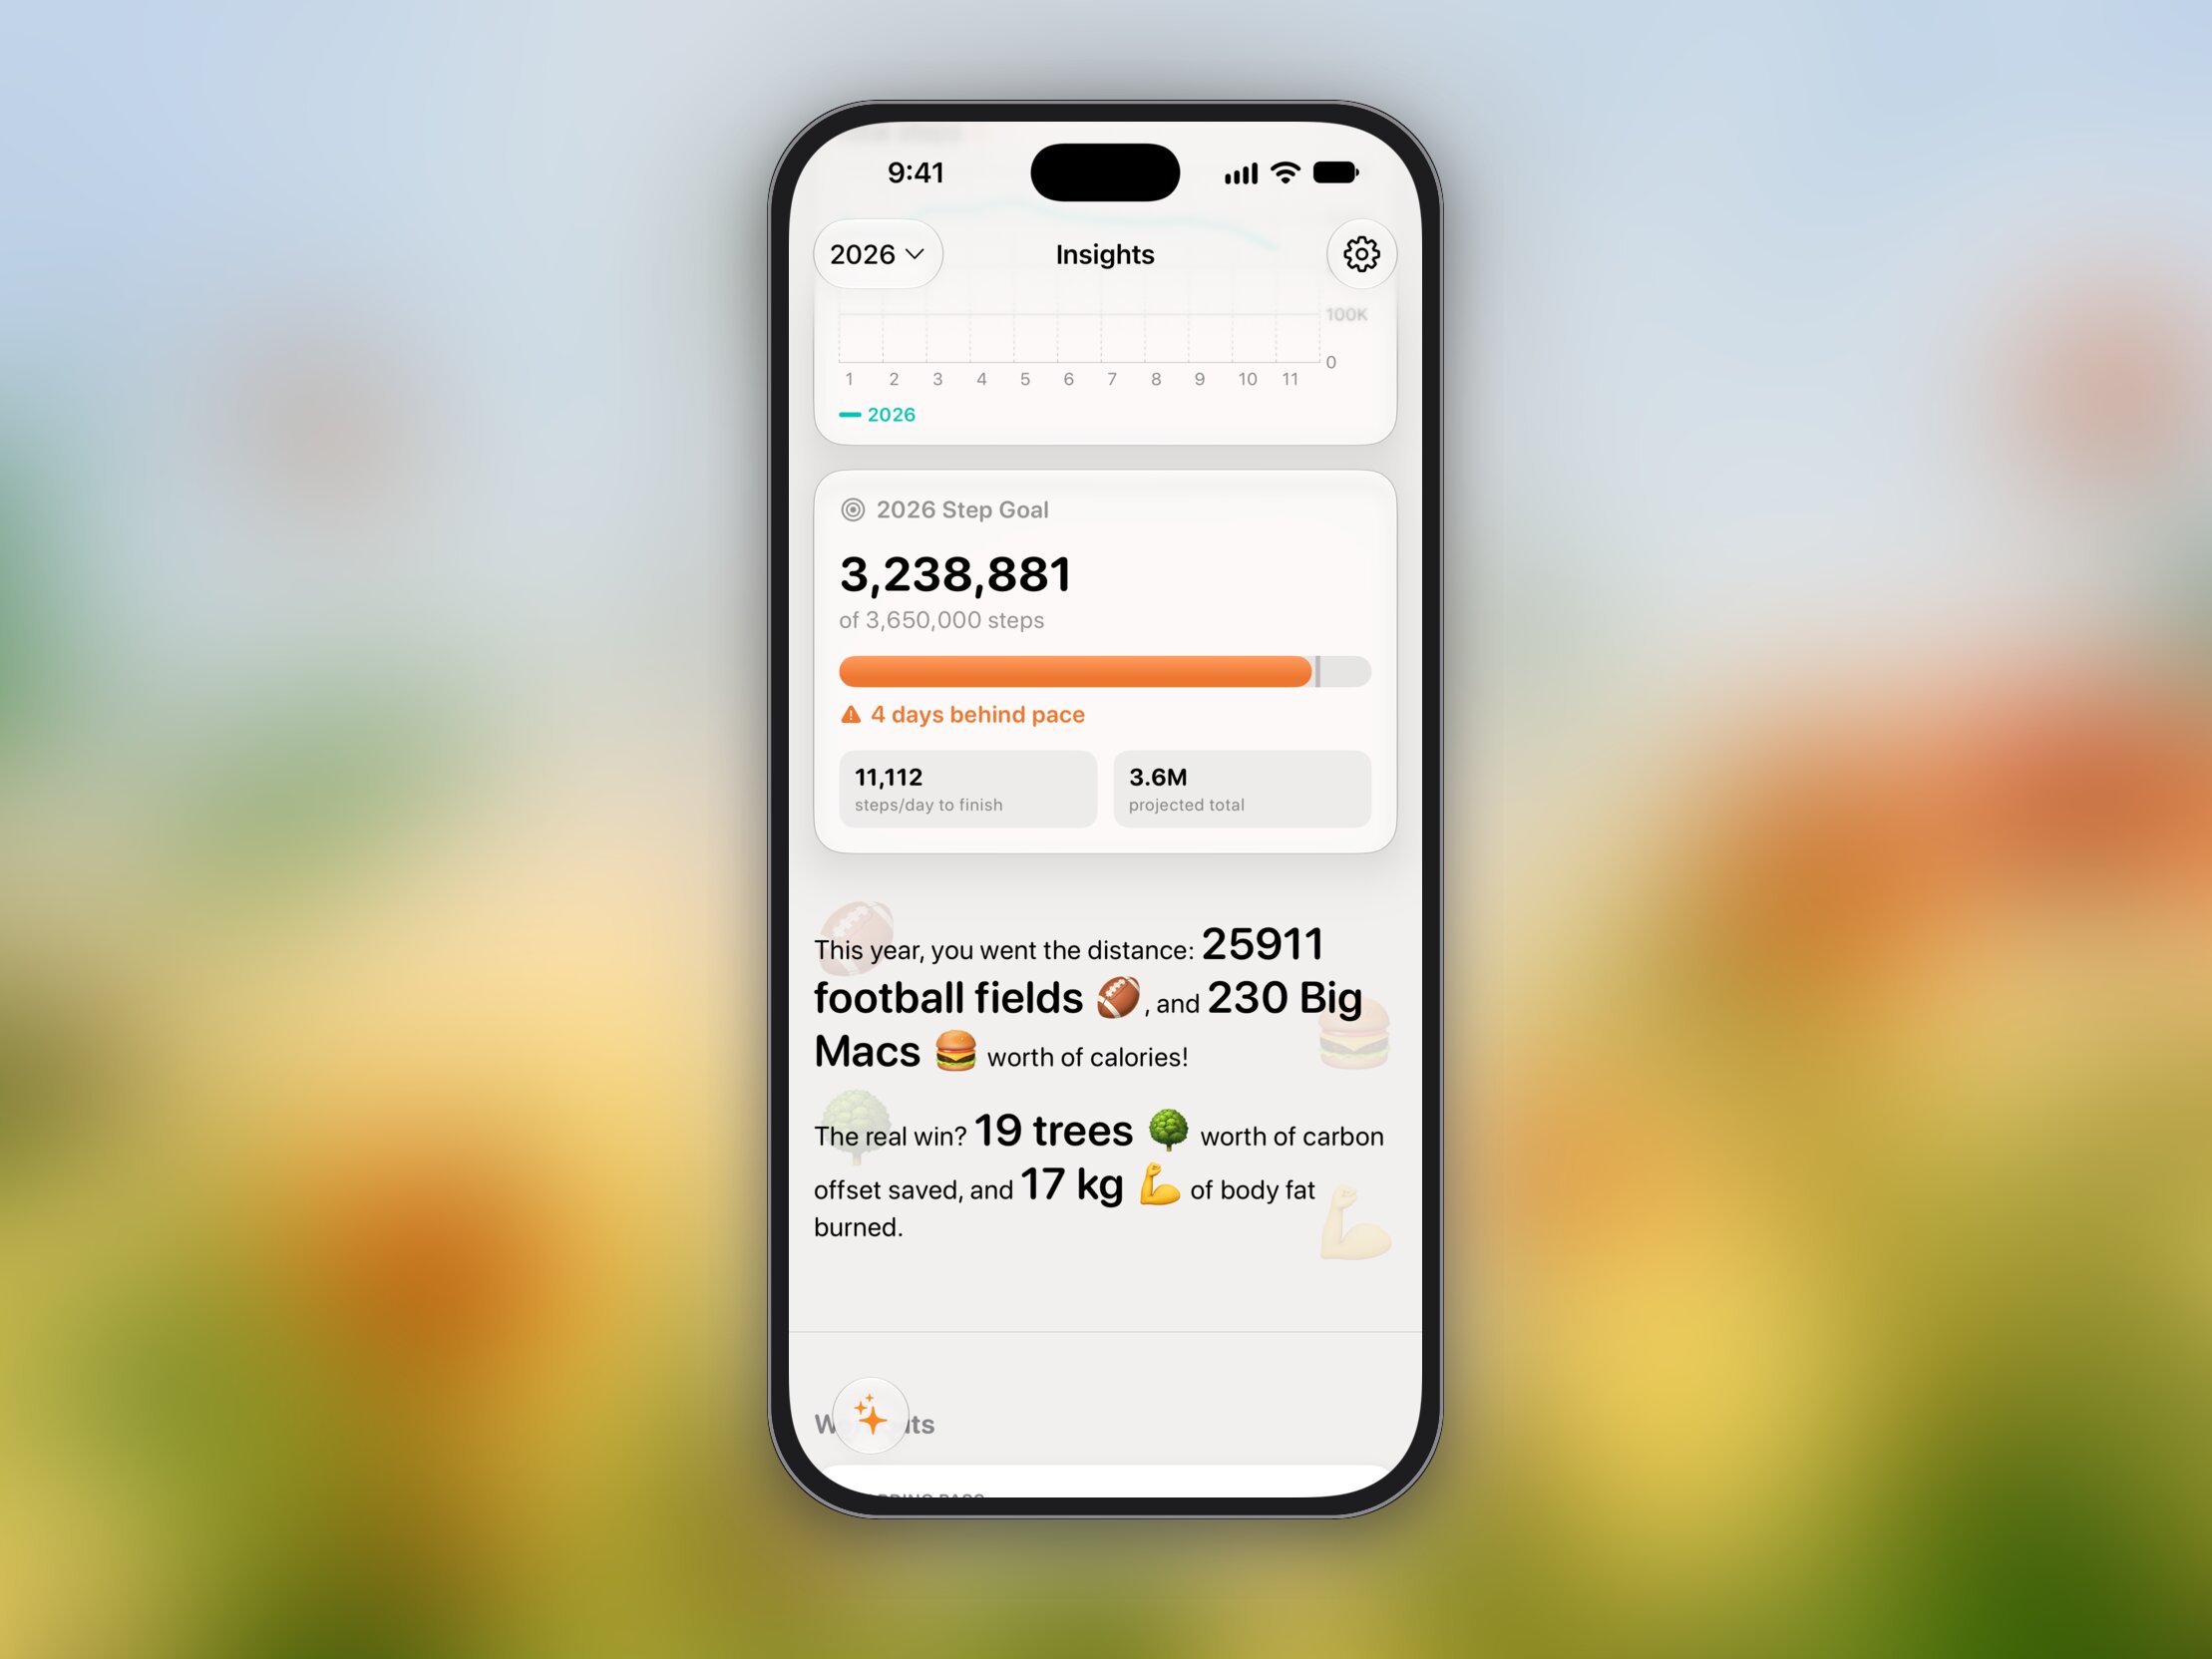 9:41
2026
Insights
100K
0
1 2 3 4 5 6 7 8 9 10 11
2026
2026 Step Goal
3,238,881
of 3,650,000 steps
4 days behind pace
11,112
steps/day to finish
3.6M
projected total
This year, you went the distance: 25911
football fields 🏈, and 230 Big
Macs 🍔 worth of calories!
The real win? 19 trees 🌳 worth of carbon
offset saved, and 17 kg 💪 of body fat
burned.